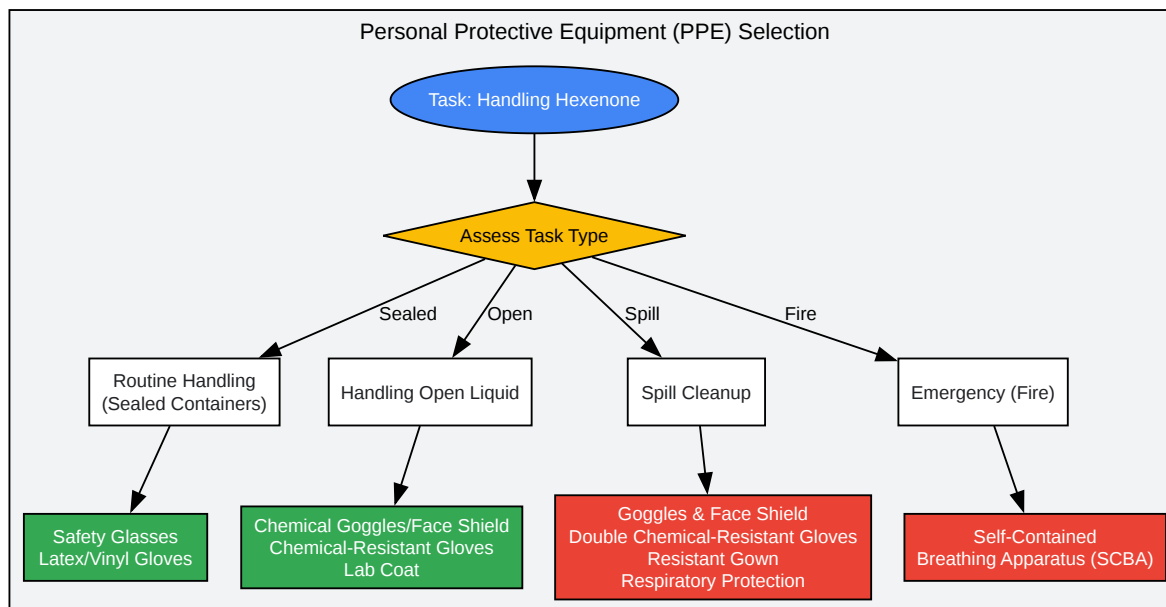 Personal Protective Equipment (PPE) Selection
Task: Handling Hexenone
Assess Task Type
Sealed
Open
Spill
Fire
Routine Handling
(Sealed Containers)
Handling Open Liquid
Spill Cleanup
Emergency (Fire)
Safety Glasses
Latex/Vinyl Gloves
Chemical Goggles/Face Shield
Chemical-Resistant Gloves
Lab Coat
Goggles & Face Shield
Double Chemical-Resistant Gloves
Resistant Gown
Respiratory Protection
Self-Contained
Breathing Apparatus (SCBA)